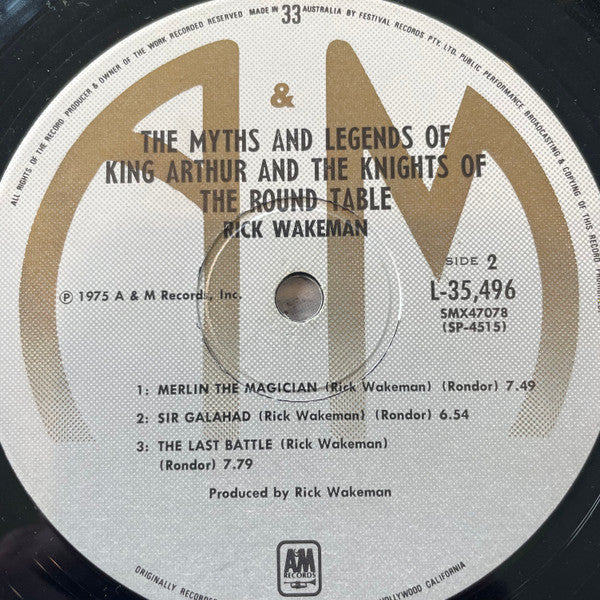 ALL RIGHTS OF THE RECORD PRODUCER & OWNER OF THE WORK RECORDED RESERVED MADE IN 33 AUSTRALIA BY FESTIVAL RECORDS PTY. LTD. PUBLIC PERFORMANCE, BROADCASTING & COPYING OF THIS RECORD PROHIBITED
&
THE MYTHS AND LEGENDS OF
KING ARTHUR AND THE KNIGHTS OF
THE ROUND TABLE
RICK WAKEMAN
SIDE 2
℗ 1975 A & M Records, Inc.
L-35,496
SMX47078
(SP-4515)
1: MERLIN THE MAGICIAN (Rick Wakeman) (Rondor) 7.49
2: SIR GALAHAD (Rick Wakeman) (Rondor) 6.54
3: THE LAST BATTLE (Rick Wakeman)
(Rondor) 7.79
Produced by Rick Wakeman
A&M
RECORDS
ORIGINALLY RECORDED
HOLLYWOOD CALIFORNIA